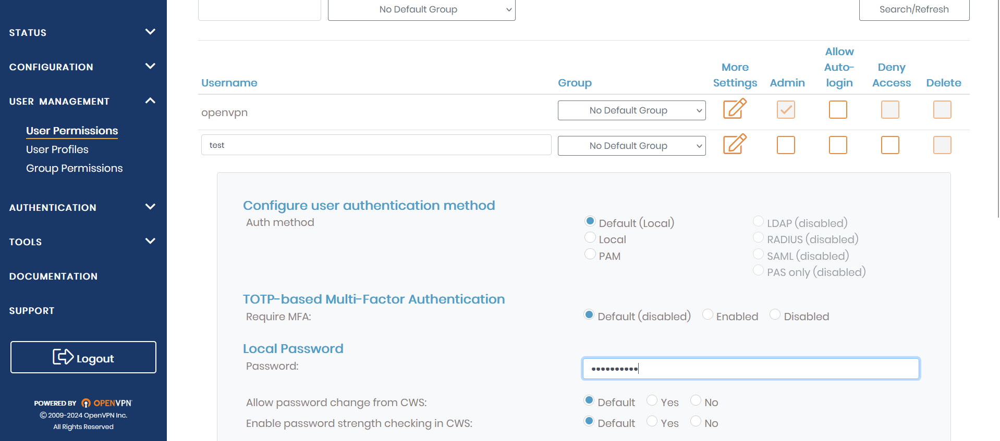 STATUS
CONFIGURATION
USER MANAGEMENT
User Permissions
User Profiles
Group Permissions
AUTHENTICATION
TOOLS
DOCUMENTATION
SUPPORT
Logout
POWERED BY OPENVPN
© 2009-2024 OpenVPN Inc.
All Rights Reserved
No Default Group
Search/Refresh
Username
Group
More Settings
Admin
Allow Auto-login
Deny Access
Delete
openvpn
No Default Group
test
No Default Group
Configure user authentication method
Auth method
Default (Local)
Local
PAM
LDAP (disabled)
RADIUS (disabled)
SAML (disabled)
PAS only (disabled)
TOTP-based Multi-Factor Authentication
Require MFA:
Default (disabled) Enabled Disabled
Local Password
Password:
••••••••••
Allow password change from CWS:
Default Yes No
Enable password strength checking in CWS:
Default Yes No